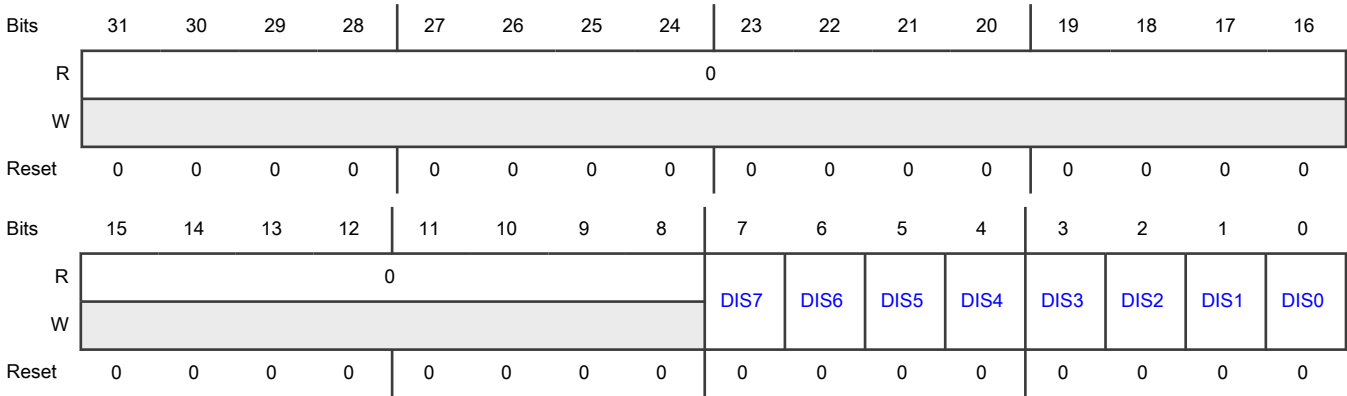 Bits 31 30 29 28 27 26 25 24 23 22 21 20 19 18 17 16
R 0
W
Reset 0 0 0 0 0 0 0 0 0 0 0 0 0 0 0 0
Bits 15 14 13 12 11 10 9 8 7 6 5 4 3 2 1 0
R 0 DIS7 DIS6 DIS5 DIS4 DIS3 DIS2 DIS1 DIS0
W
Reset 0 0 0 0 0 0 0 0 0 0 0 0 0 0 0 0